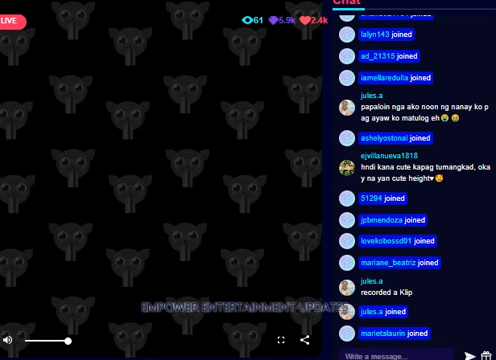 LIVE
61 5.9k 2.4k
Chat
lalyn143 joined
ad_21315 joined
iamellaredulla joined
jules.a
papaloin nga ako noon ng nanay ko p
ag ayaw ko matulog eh😭😆
ashelyostonal joined
ejvillanueva1818
hndi kana cute kapag tumangkad, oka
y na yan cute height♥😍
51294 joined
jpbmendoza joined
lovekobossd01 joined
mariane_beatriz joined
jules.a
recorded a Klip
EMPOWER ENTERTAINMENT UPDATES
jules.a joined
marietalaurin joined
Write a message...